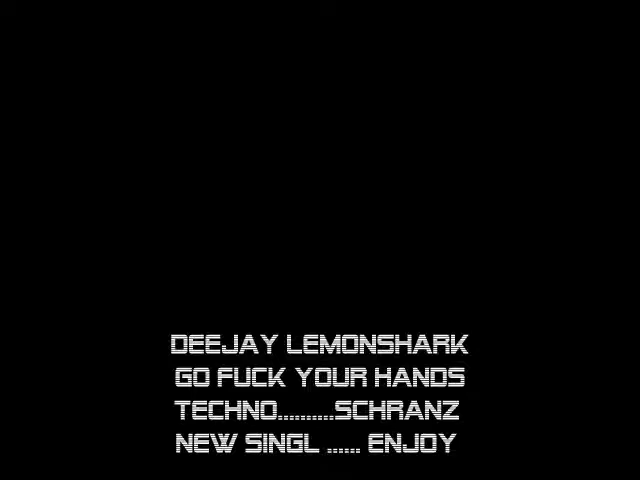 DEEJAY LEMONSHARK
GO FUCK YOUR HANDS
TECHNO..........SCHRANZ
NEW SINGL ...... ENJOY